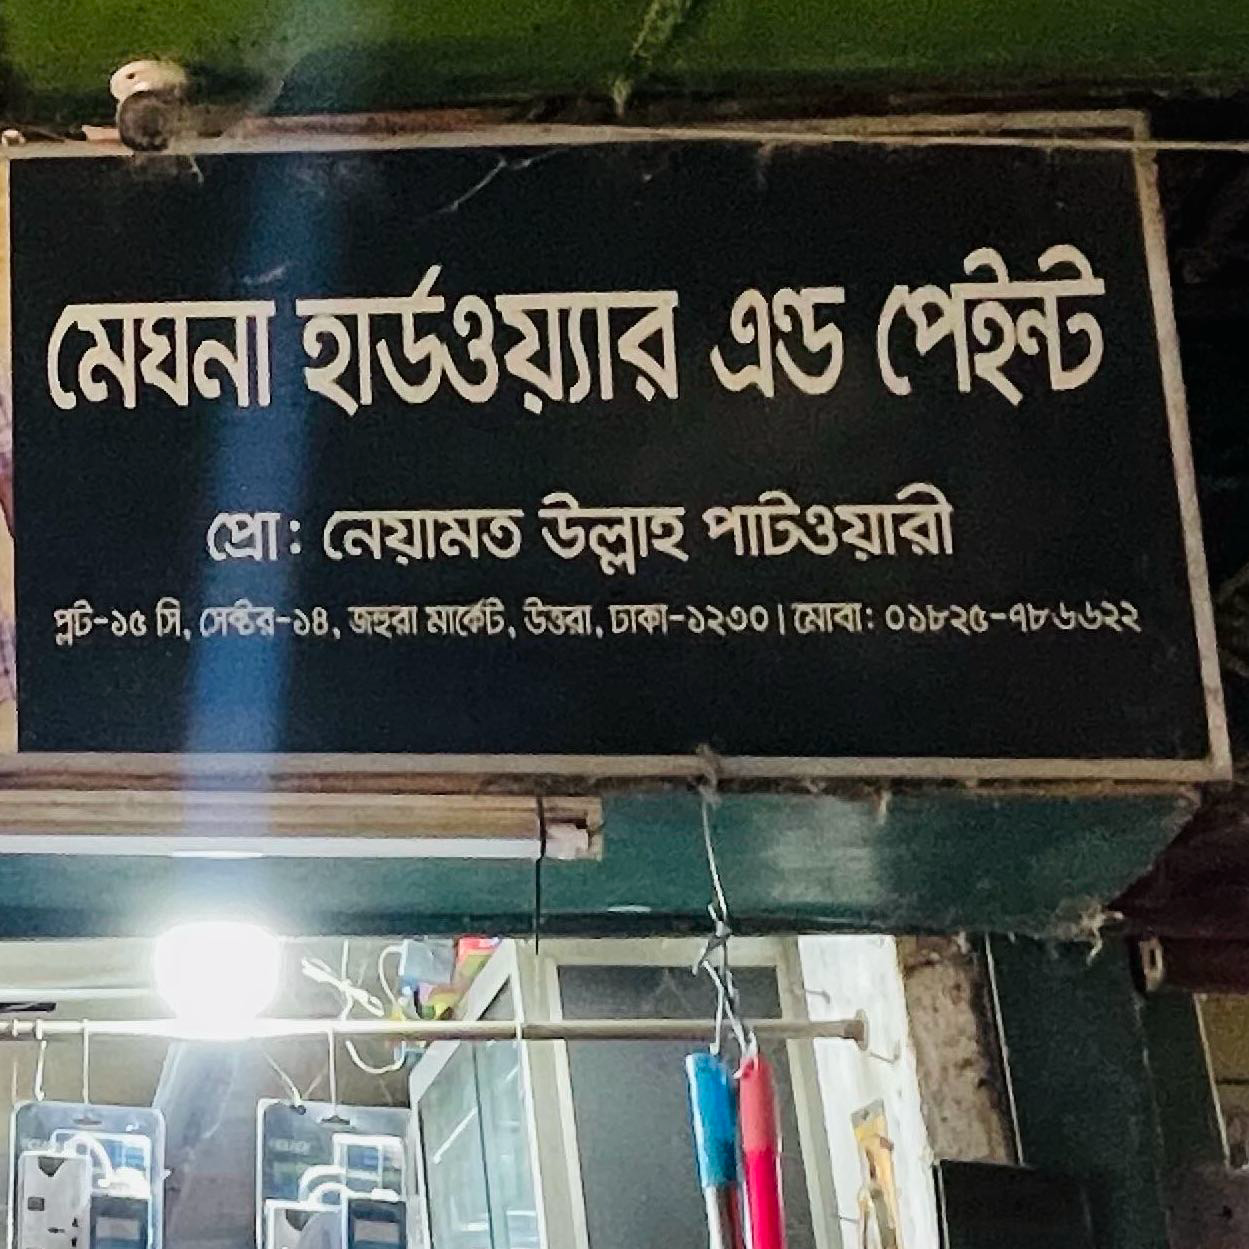 মেঘনা হার্ডওয়্যার এন্ড পেইন্ট
প্রো: নেয়ামত উল্লাহ পাটওয়ারী
প্লট-১৫ সি, সেক্টর-১৪, জহুরা মার্কেট, উত্তরা, ঢাকা-১২৩০। মোবা: ০১৮২৫-৭৮৬৬২২